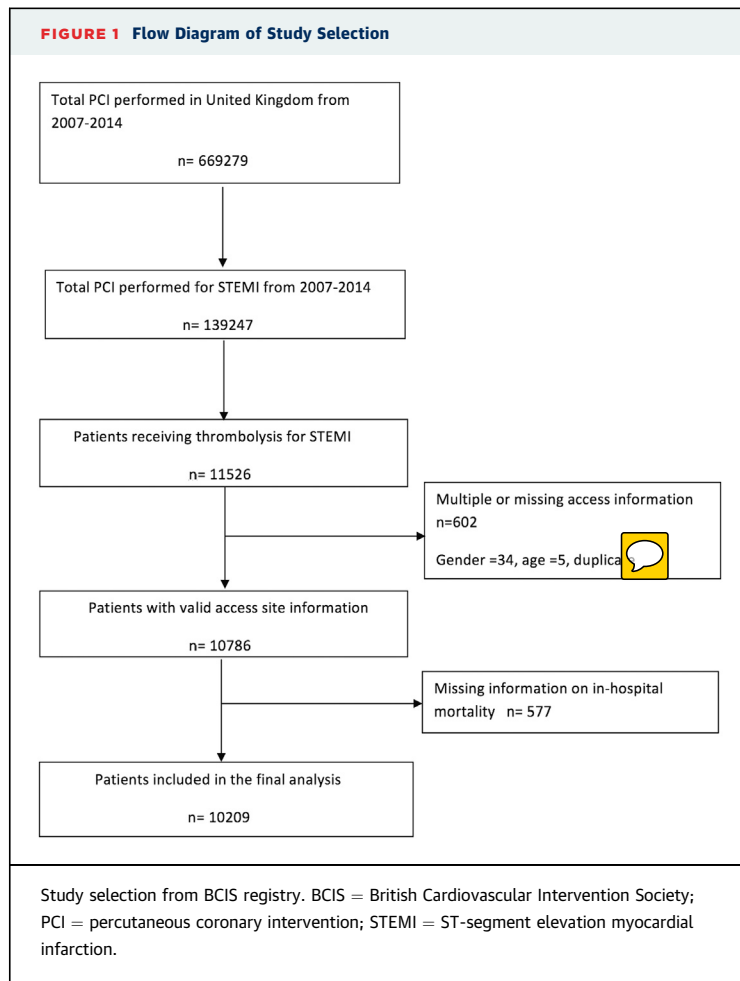 FIGURE 1 Flow Diagram of Study Selection
Total PCI performed in United Kingdom from
2007-2014
n= 669279
Total PCI performed for STEMI from 2007-2014
n= 139247
Patients receiving thrombolysis for STEMI
n= 11526
Multiple or missing access information
n=602
Gender =34, age =5,
Patients with valid access site information
n= 10786
Missing information on in-hospital
mortality n= 577
Patients included in the final analysis
n= 10209
Study selection from BCIS registry. BCIS = British Cardiovascular Intervention Society;
PCI = percutaneous coronary intervention; STEMI = ST-segment elevation myocardial
infarction.